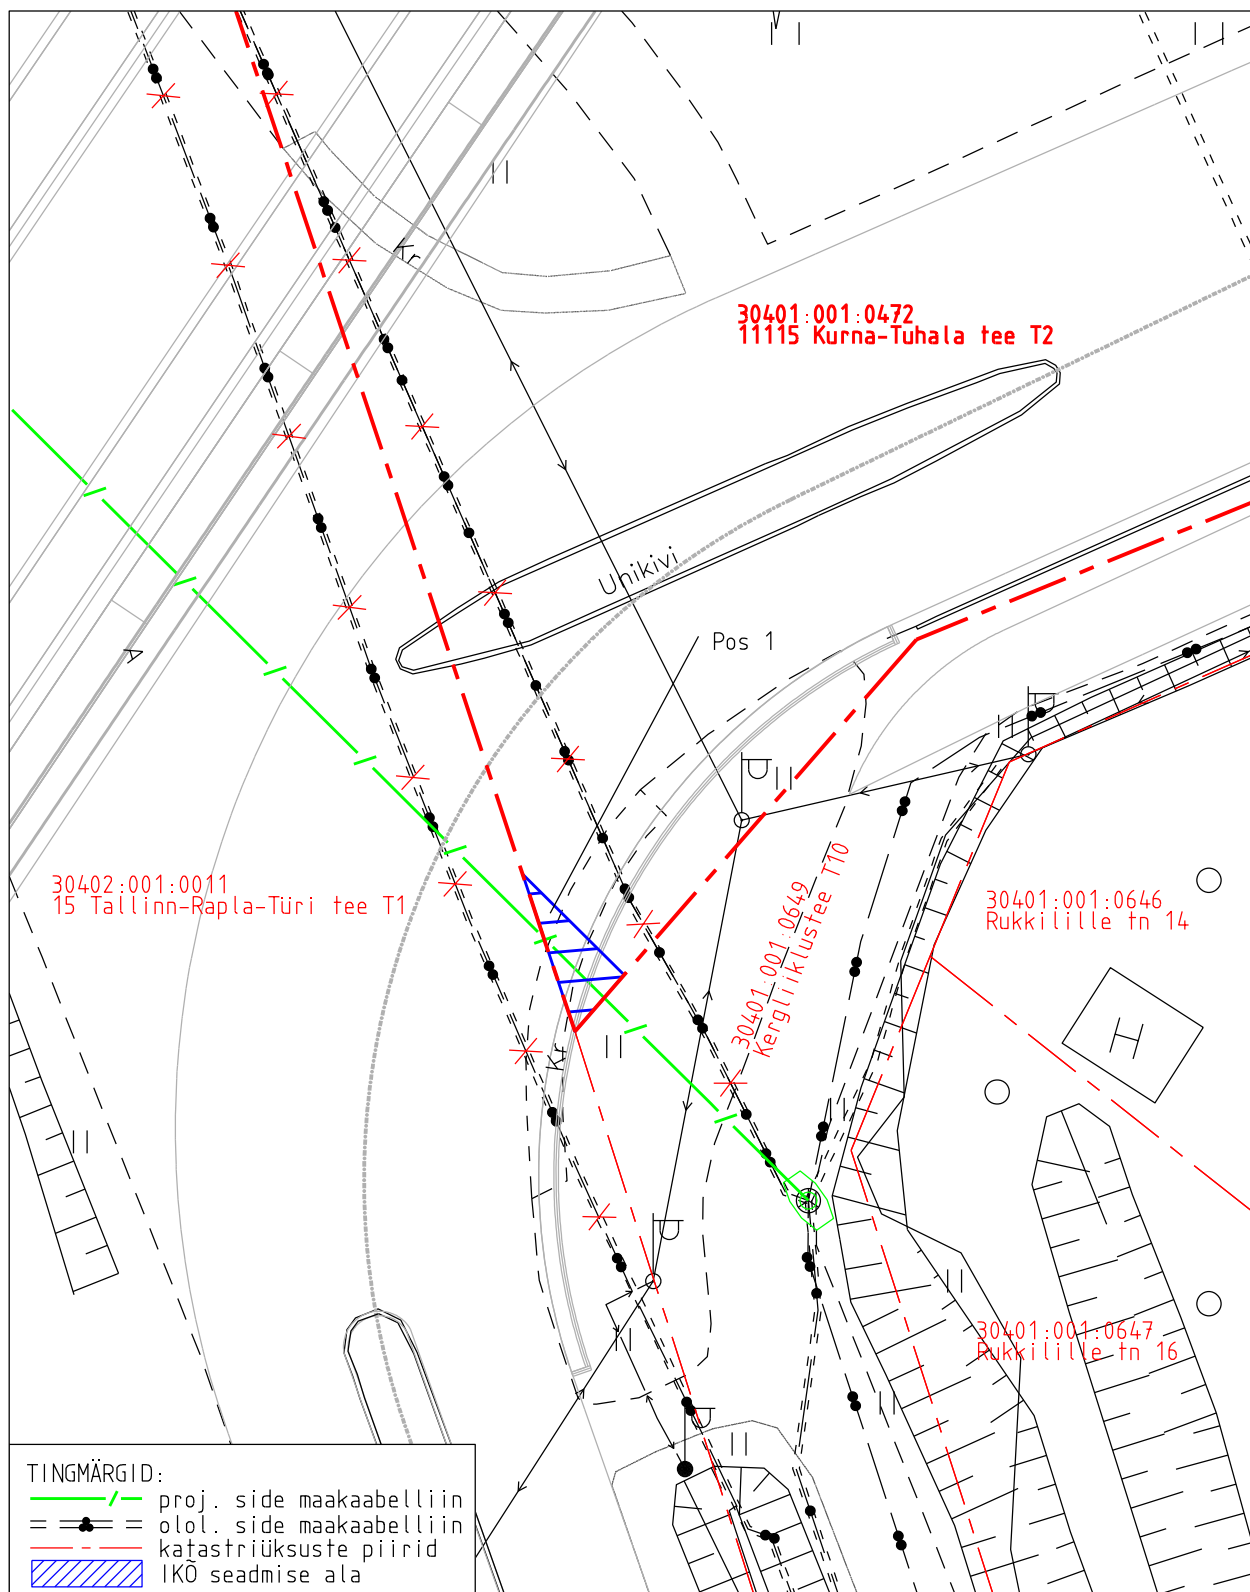 Kr
30401:001:0472
11115 Kurna-Tuhala tee T2
Unikivi
Pos 1
A
30402:001:0011
15 Tallinn-Rapla-Türi tee T1
30401:001:0649
Kergliiklustee T10
30401:001:0646
Rukkilille tn 14
H
Kr
30401:001:0647
Rukkilille tn 16
TINGMÄRGID:
proj. side maakaabelliin
olol. side maakaabelliin
katastriüksuste piirid
IKÕ seadmise ala